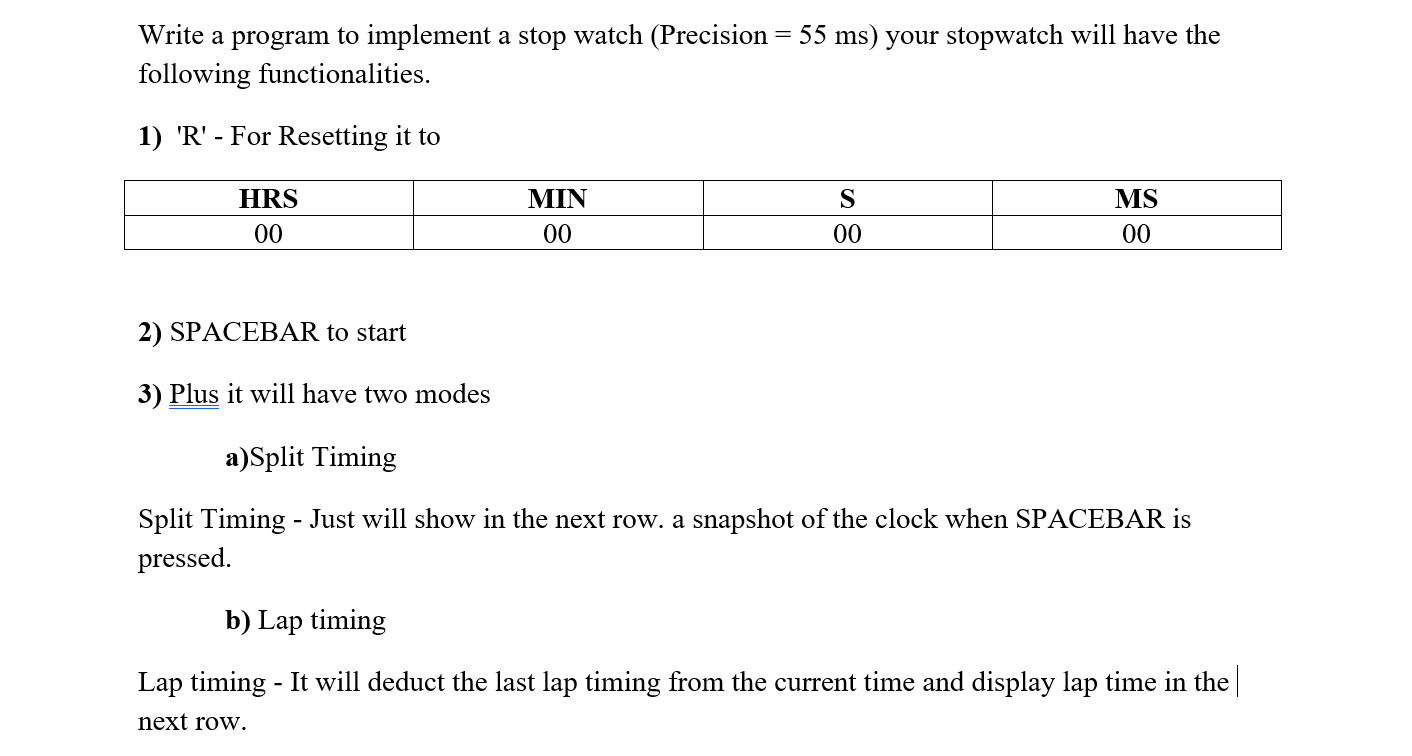 Write a program to implement a stop watch (Precision = 55 ms) your stopwatch will have the
following functionalities.
1) 'R' - For Resetting it to
HRS MIN S MS
00 00 00 00
2) SPACEBAR to start
3) Plus it will have two modes
a)Split Timing
Split Timing - Just will show in the next row. a snapshot of the clock when SPACEBAR is
pressed.
b) Lap timing
Lap timing - It will deduct the last lap timing from the current time and display lap time in the
next row.